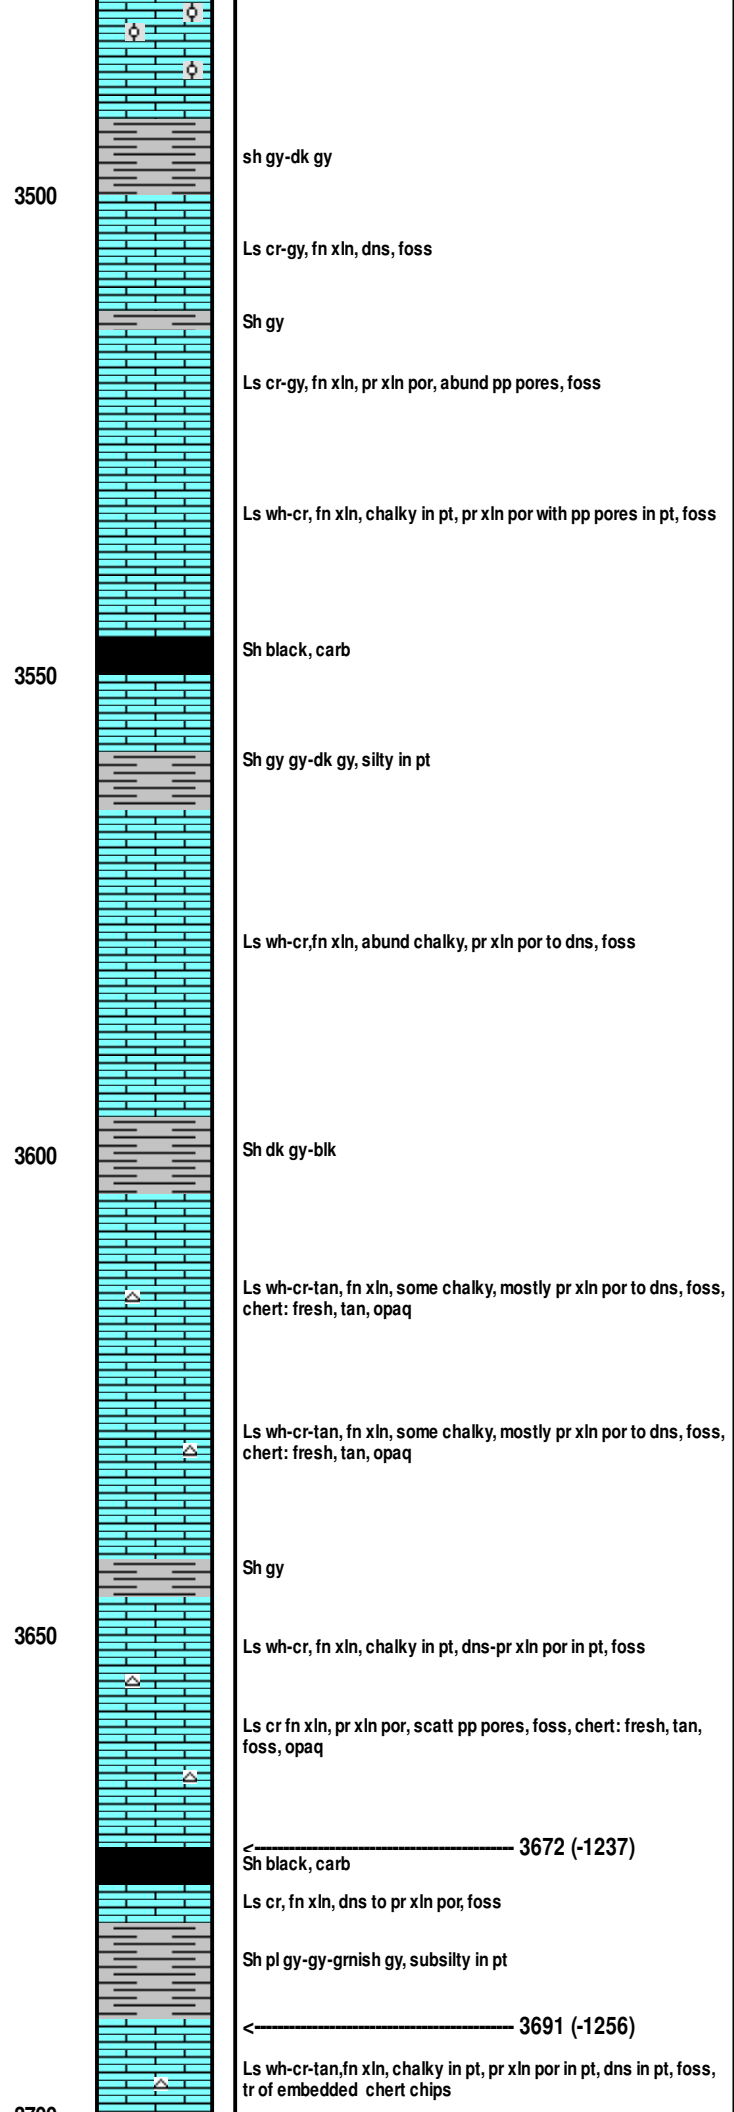 sh gy-dk gy
3500
Ls cr-gy, fn xln, dns, foss
Sh gy
Ls cr-gy, fn xln, pr xln por, abund pp pores, foss
Ls wh-cr, fn xln, chalky in pt, pr xln por with pp pores in pt, foss
Sh black, carb
3550
Sh gy gy-dk gy, silty in pt
Ls wh-cr,fn xln, abund chalky, pr xln por to dns, foss
Sh dk gy-blk
3600
Ls wh-cr-tan, fn xln, some chalky, mostly pr xln por to dns, foss,
chert: fresh, tan, opaq
Ls wh-cr-tan, fn xln, some chalky, mostly pr xln por to dns, foss,
chert: fresh, tan, opaq
Sh gy
3650
Ls wh-cr, fn xln, chalky in pt, dns-pr xln por in pt, foss
Ls cr fn xln, pr xln por, scatt pp pores, foss, chert: fresh, tan,
foss, opaq
<------------------------------------------- 3672 (-1237)
Sh black, carb
Ls cr, fn xln, dns to pr xln por, foss
Sh pl gy-gy-grnish gy, subsilty in pt
<------------------------------------------- 3691 (-1256)
Ls wh-cr-tan,fn xln, chalky in pt, pr xln por in pt, dns in pt, foss,
tr of embedded chert chips